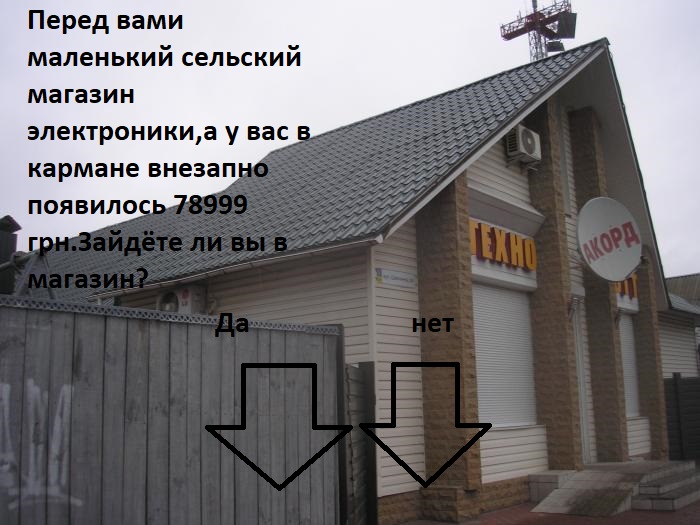 Перед вами
маленький сельский
магазин
электроники,а у вас в
кармане внезапно
появилось 78999
грн.Зайдёте ли вы в
магазин?
Да
нет
ТЕХНО
АКОРД